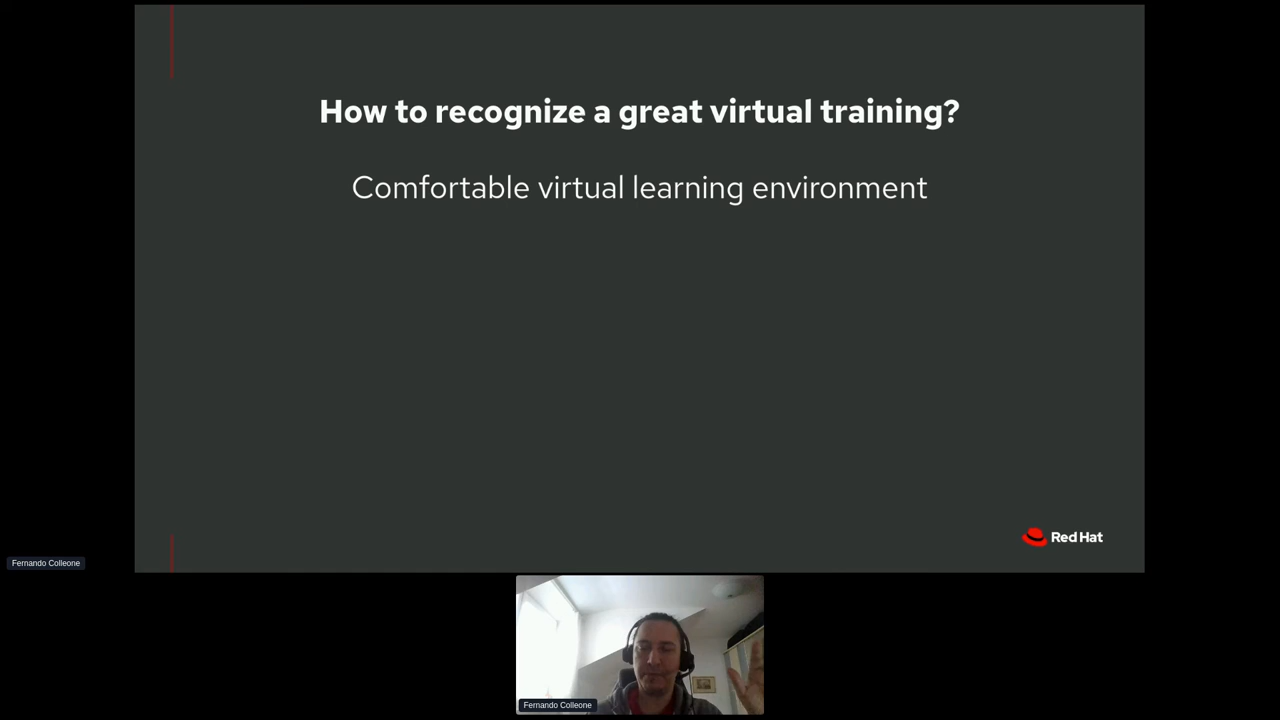 How to recognize a great virtual training?
Comfortable virtual learning environment
Red Hat
Fernando Colleone
Fernando Colleone